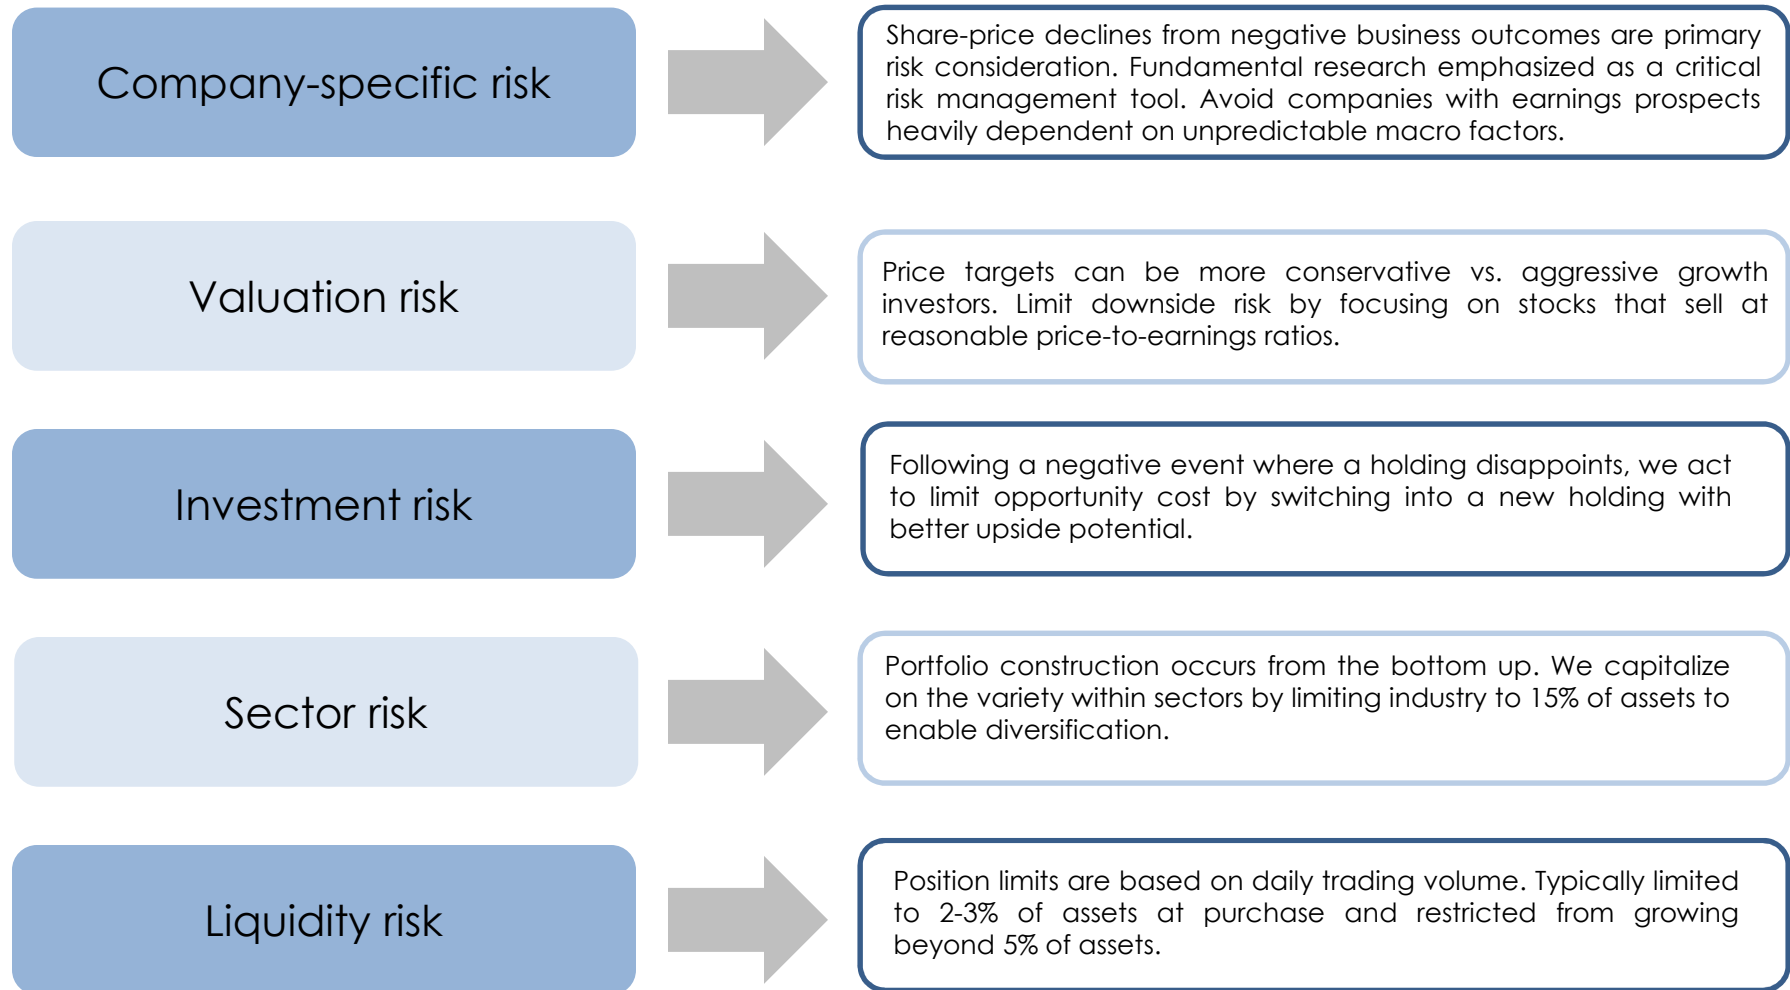 Company-specific risk
Share-price declines from negative business outcomes are primary
risk consideration. Fundamental research emphasized as a critical
risk management tool. Avoid companies with earnings prospects
heavily dependent on unpredictable macro factors.
Valuation risk
Price targets can be more conservative vs. aggressive growth
investors. Limit downside risk by focusing on stocks that sell at
reasonable price-to-earnings ratios.
Investment risk
Following a negative event where a holding disappoints, we act
to limit opportunity cost by switching into a new holding with
better upside potential.
Sector risk
Portfolio construction occurs from the bottom up. We capitalize
on the variety within sectors by limiting industry to 15% of assets to
enable diversification.
Liquidity risk
Position limits are based on daily trading volume. Typically limited
to 2-3% of assets at purchase and restricted from growing
beyond 5% of assets.